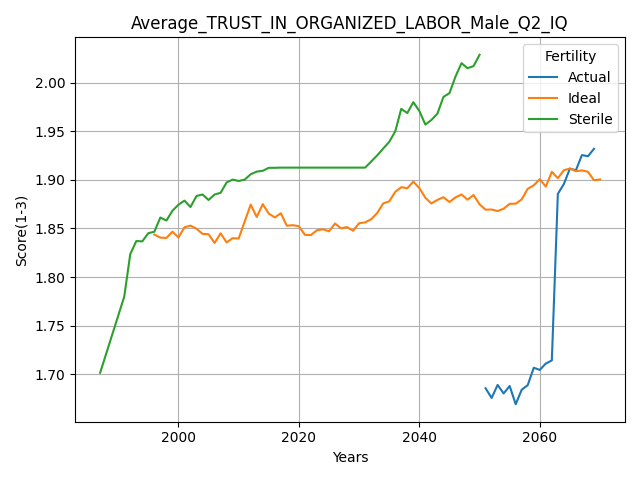 Average_TRUST_IN_ORGANIZED_LABOR_Male_Q2_IQ
Fertility
Actual
Ideal
Sterile
Score(1-3)
2.00
1.95
1.90
1.85
1.80
1.75
1.70
2000
2020
2040
2060
Years